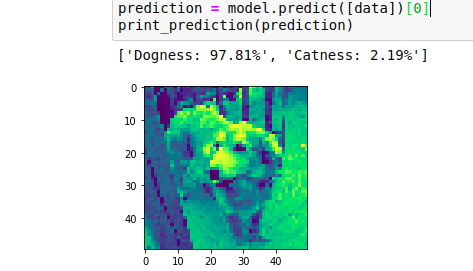 prediction = model.predict([data])[0]
print_prediction(prediction)
['Dogness: 97.81%', 'Catness: 2.19%']
0
10
20
30
40
0 10 20 30 40